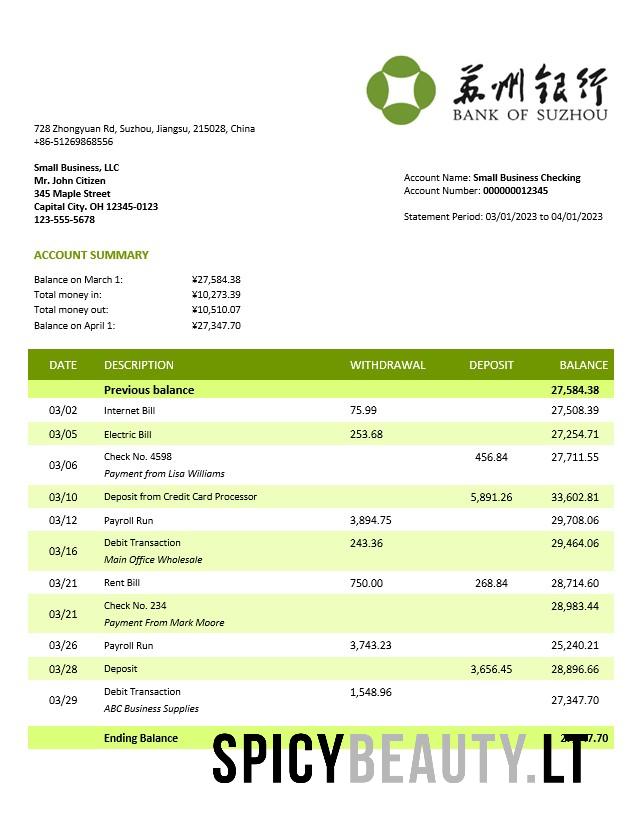 苏州银行
BANK OF SUZHOU
728 Zhongyuan Rd, Suzhou, Jiangsu, 215028, China
+86-51269868556
Small Business, LLC
Mr. John Citizen
345 Maple Street
Capital City. OH 12345-0123
123-555-5678
Account Name: Small Business Checking
Account Number: 000000012345
Statement Period: 03/01/2023 to 04/01/2023
ACCOUNT SUMMARY
Balance on March 1: ¥27,584.38
Total money in: ¥10,273.39
Total money out: ¥10,510.07
Balance on April 1: ¥27,347.70
DATE DESCRIPTION WITHDRAWAL DEPOSIT BALANCE
Previous balance 27,584.38
03/02 Internet Bill 75.99 27,508.39
03/05 Electric Bill 253.68 27,254.71
03/06 Check No. 4598 456.84 27,711.55
Payment from Lisa Williams
03/10 Deposit from Credit Card Processor 5,891.26 33,602.81
03/12 Payroll Run 3,894.75 29,708.06
03/16 Debit Transaction 243.36 29,464.06
Main Office Wholesale
03/21 Rent Bill 750.00 268.84 28,714.60
03/21 Check No. 234 28,983.44
Payment From Mark Moore
03/26 Payroll Run 3,743.23 25,240.21
03/28 Deposit 3,656.45 28,896.66
03/29 Debit Transaction 1,548.96 27,347.70
ABC Business Supplies
Ending Balance
SPICYBEAUTY.LT